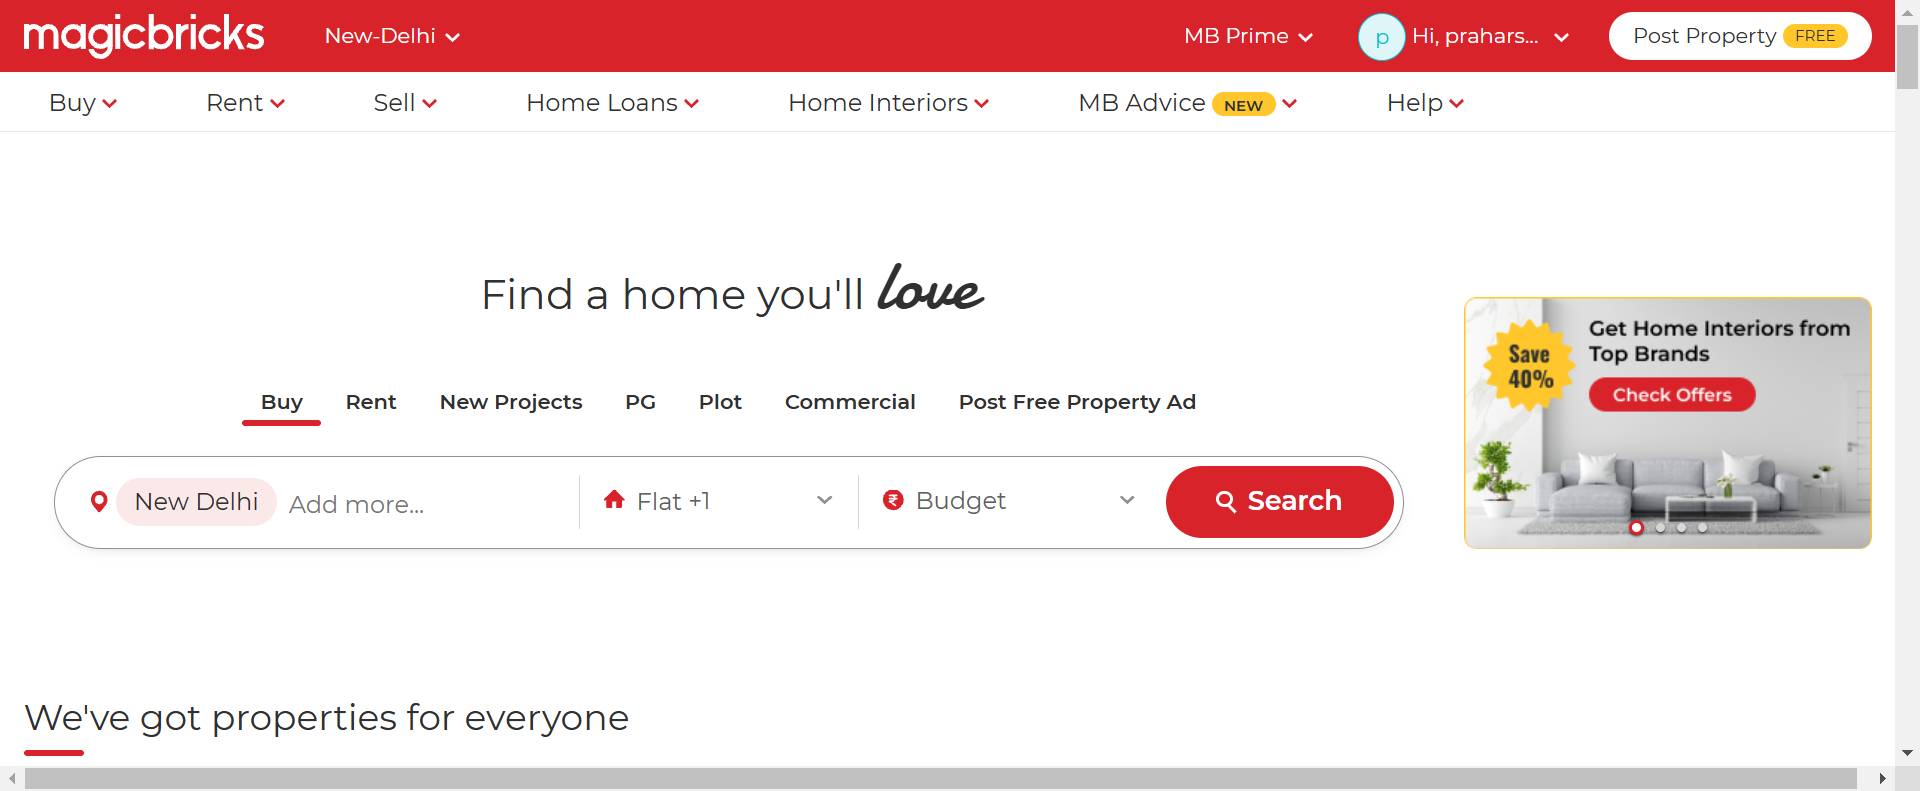 magicbricks New-Delhi MB Prime p Hi, prahars... Post Property FREE
Buy Rent Sell Home Loans Home Interiors MB Advice NEW Help
Find a home you'll love
Buy Rent New Projects PG Plot Commercial Post Free Property Ad
New Delhi Add more... Flat +1 Budget Search
Save
40%
Get Home Interiors from
Top Brands
Check Offers
We've got properties for everyone